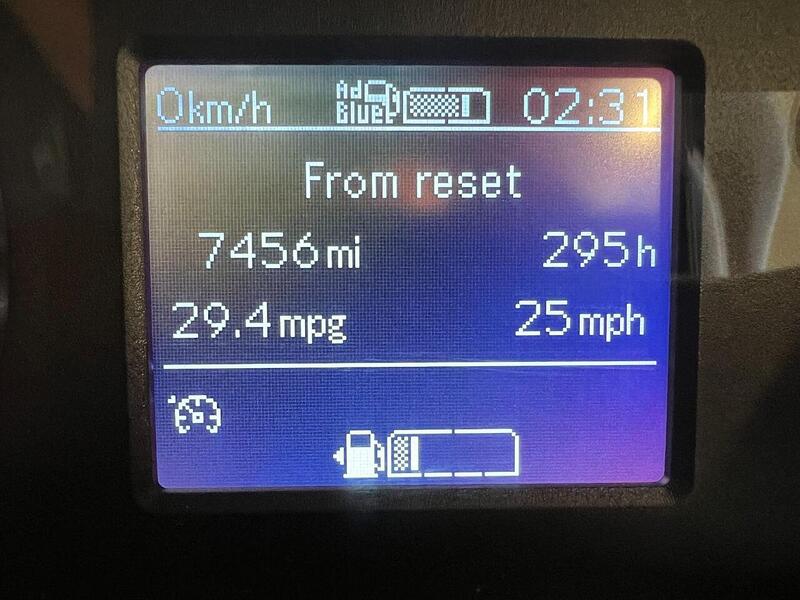 0km/h AdBlue 02:31
From reset
7456mi 295h
29.4mpg 25mph